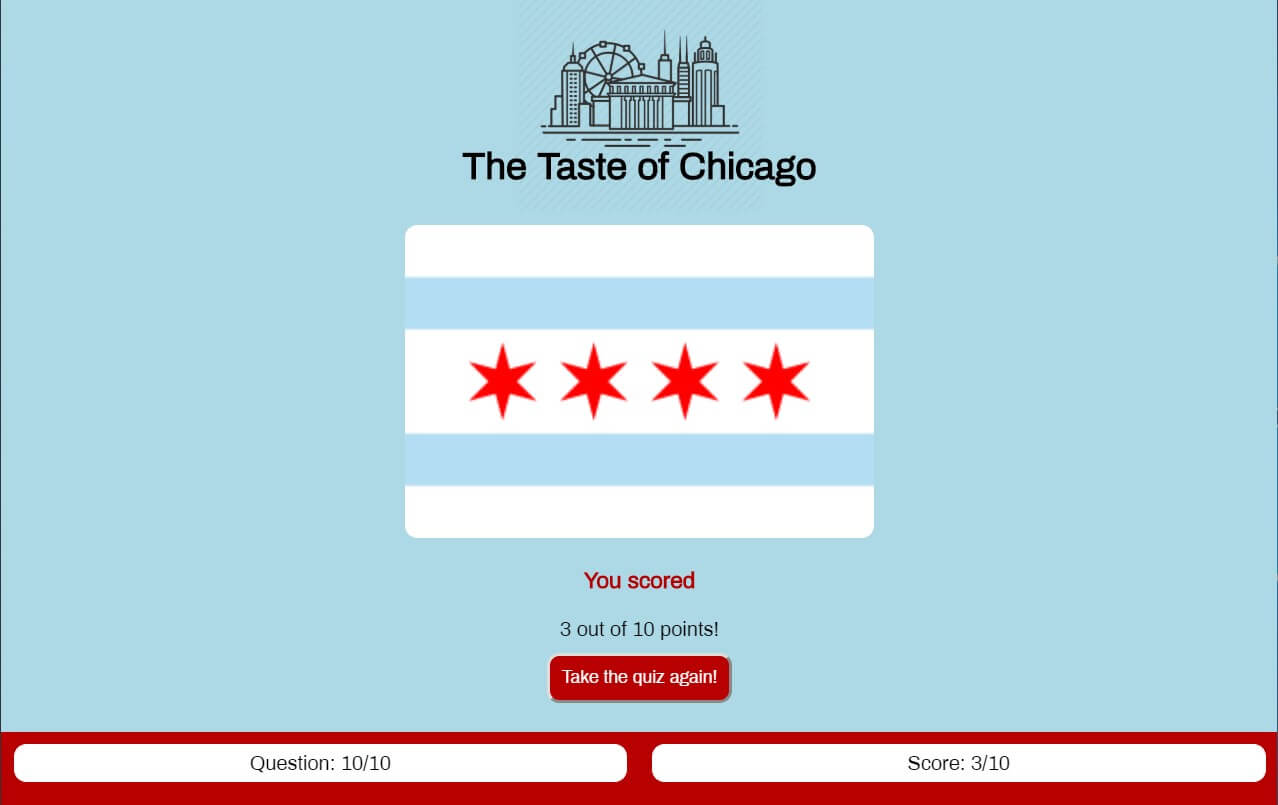 The Taste of Chicago
You scored
3 out of 10 points!
Take the quiz again!
Question: 10/10
Score: 3/10